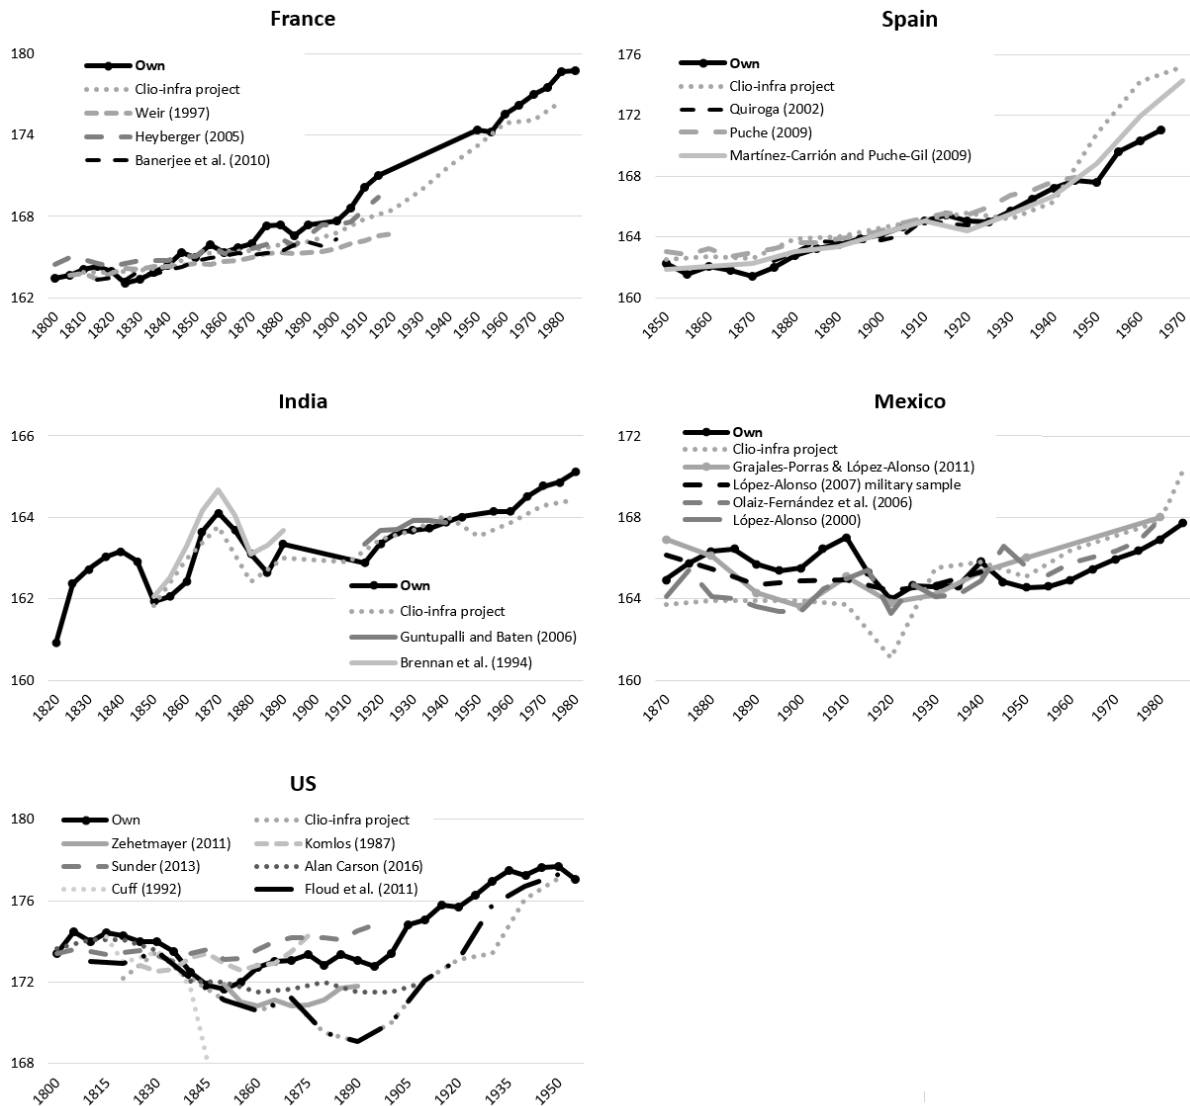 France
180
174
168
162
Own
Clio-infra project
Weir (1997)
Heyberger (2005)
Banerjee et al. (2010)
1800 1810 1820 1830 1840 1850 1860 1870 1880 1890 1900 1910 1920 1930 1940 1950 1960 1970 1980
Spain
176
172
168
164
160
Own
Clio-infra project
Quiroga (2002)
Puche (2009)
Martínez-Carrión and Puche-Gil (2009)
1850 1860 1870 1880 1890 1900 1910 1920 1930 1940 1950 1960 1970
India
166
164
162
160
Own
Clio-infra project
Guntupalli and Baten (2006)
Brennan et al. (1994)
1820 1830 1840 1850 1860 1870 1880 1890 1900 1910 1920 1930 1940 1950 1960 1970 1980
Mexico
172
168
164
160
Own
Clio-infra project
Grajales-Porras & López-Alonso (2011)
López-Alonso (2007) military sample
Olaiz-Fernández et al. (2006)
López-Alonso (2000)
1870 1880 1890 1900 1910 1920 1930 1940 1950 1960 1970 1980
US
180
176
172
168
Own Clio-infra project
Zehetmayer (2011) Komlos (1987)
Sunder (2013) Alan Carson (2016)
Cuff (1992) Floud et al. (2011)
1800 1815 1830 1845 1860 1875 1890 1905 1920 1935 1950